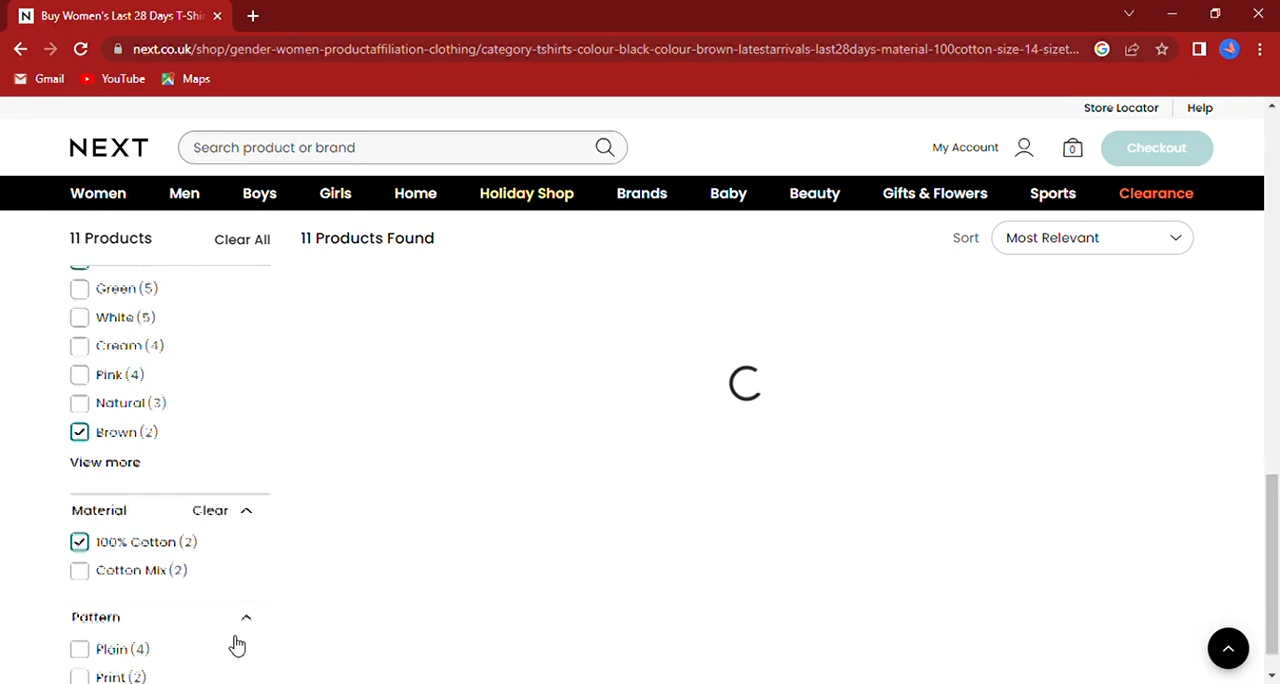 N Buy Women's Last 28 Days T-Shi
next.co.uk/shop/gender-women-productaffiliation-clothing/category-tshirts-colour-black-colour-brown-latestarrivals-last28days-material-100cotton-size-14-sizet...
Gmail YouTube Maps
Store Locator Help
NEXT Search product or brand My Account 0 Checkout
Women Men Boys Girls Home Holiday Shop Brands Baby Beauty Gifts & Flowers Sports Clearance
11 Products Clear All 11 Products Found Sort Most Relevant
Green (5)
White (5)
Cream (4)
Pink (4)
Natural (3)
Brown (2)
View more
Material Clear
100% Cotton (2)
Cotton Mix (2)
Pattern
Plain (4)
Print (2)